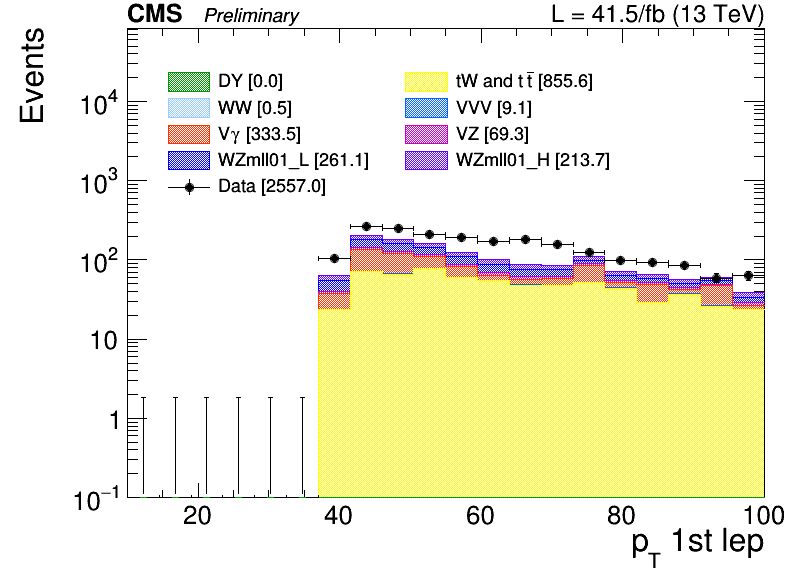 CMS Preliminary L = 41.5/fb (13 TeV)
Events
DY [0.0] tW and tt̅ [855.6]
WW [0.5] VVV [9.1]
Vγ [333.5] VZ [69.3]
WZmll01_L [261.1] WZmll01_H [213.7]
Data [2557.0]
10⁴
10³
10²
10
1
10⁻¹
20 40 60 80 100
p_T 1st lep